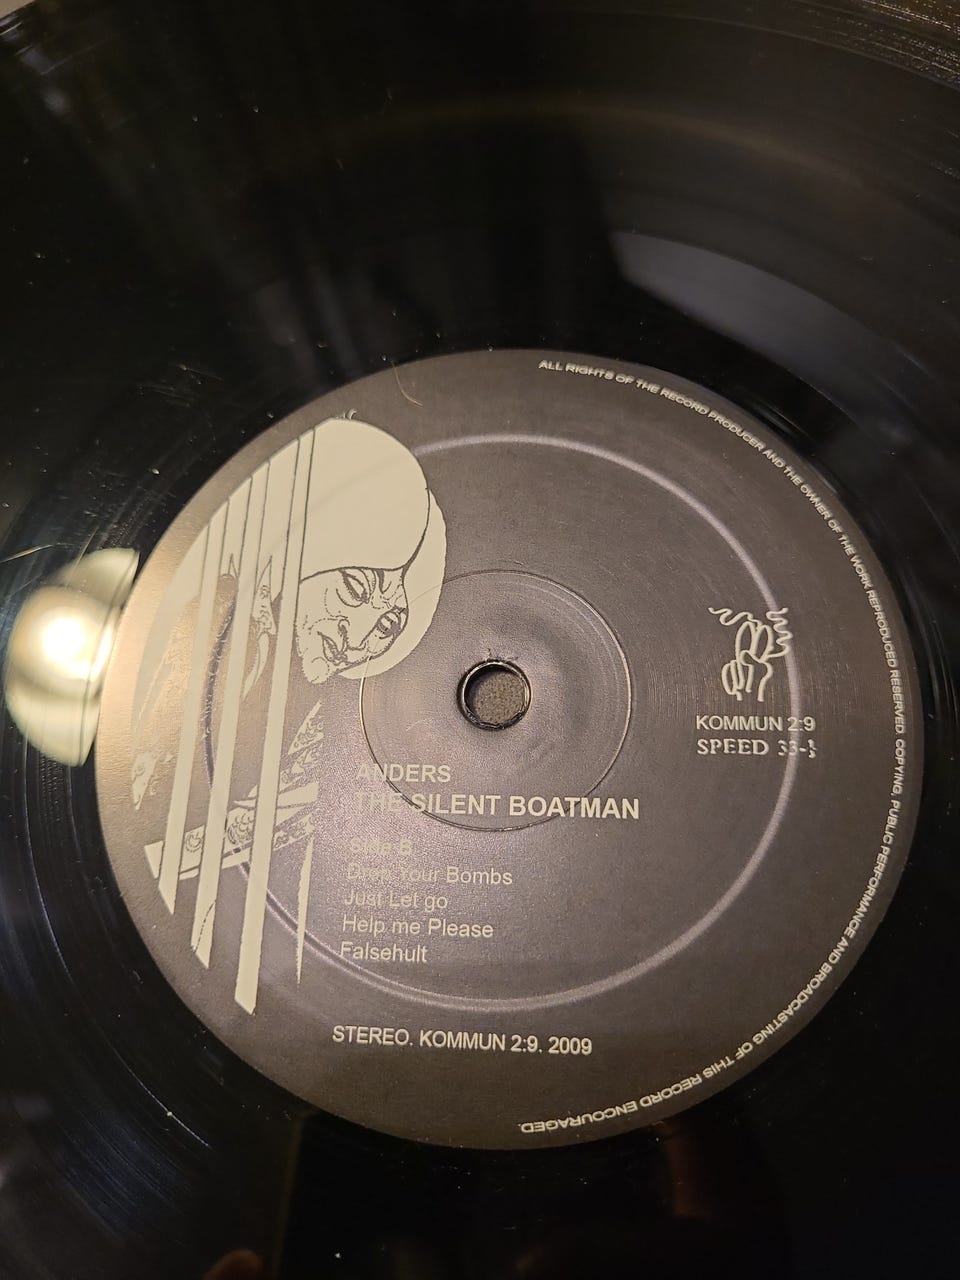 ALL RIGHTS OF THE RECORD PRODUCER AND THE OWNER OF THE WORK REPRODUCED RESERVED. COPYING, PUBLIC PERFORMANCE AND BROADCASTING OF THIS RECORD ENCOURAGED.
KOMMUN 2:9
SPEED 33-⅓
ANDERS
THE SILENT BOATMAN
Side B
Drop Your Bombs
Just Let go
Help me Please
Falsehult
STEREO. KOMMUN 2:9. 2009